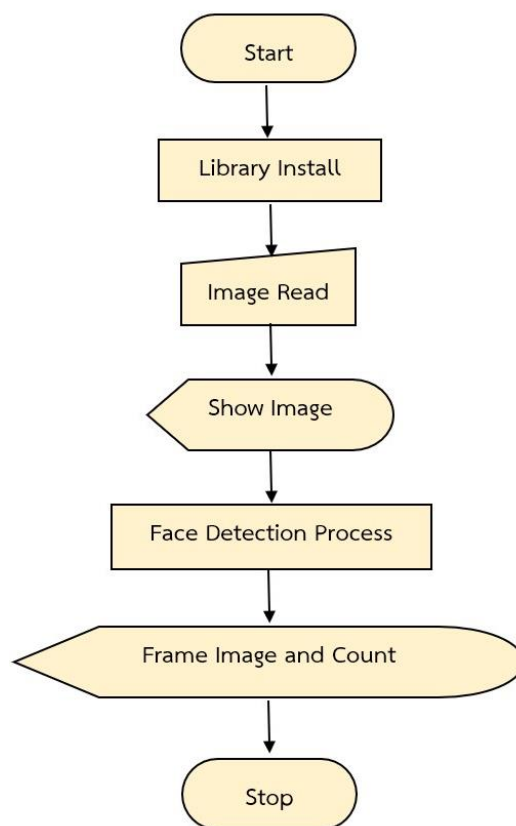 Start
Library Install
Image Read
Show Image
Face Detection Process
Frame Image and Count
Stop